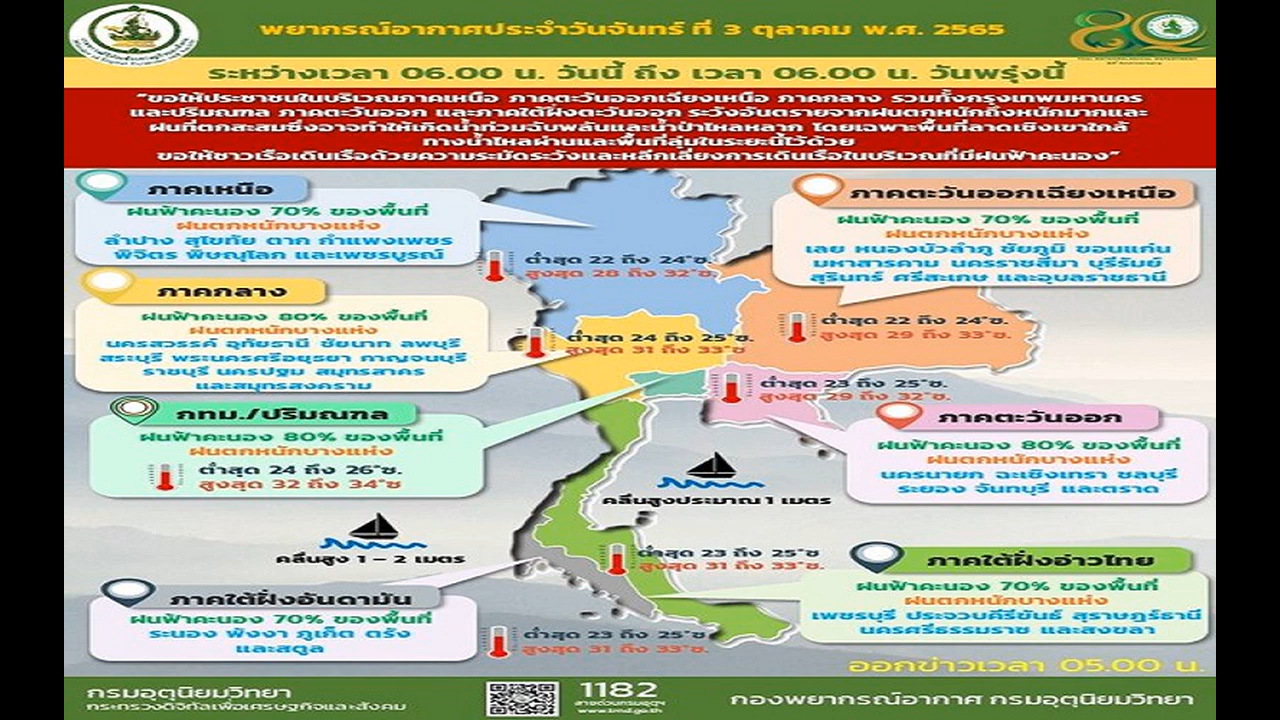 พยากรณ์อากาศประจำวันจันทร์ ที่ 3 ตุลาคม พ.ศ. 2565
ระหว่างเวลา 06.00 น. วันนี้ ถึง เวลา 06.00 น. วันพรุ่งนี้
“ขอให้ประชาชนในบริเวณภาคเหนือ ภาคตะวันออกเฉียงเหนือ ภาคกลาง รวมทั้งกรุงเทพมหานคร
และปริมณฑล ภาคตะวันออก และภาคใต้ฝั่งตะวันออก ระวังอันตรายจากฝนตกหนักถึงหนักมากและ
ฝนที่ตกสะสมซึ่งอาจทำให้เกิดน้ำท่วมฉับพลันและน้ำป่าไหลหลาก โดยเฉพาะพื้นที่ลาดเชิงเขาใกล้
ทางน้ำไหลผ่านและพื้นที่ลุ่มในระยะนี้ไว้ด้วย
ขอให้ชาวเรือเดินเรือด้วยความระมัดระวังและหลีกเลี่ยงการเดินเรือในบริเวณที่มีฝนฟ้าคะนอง”
ภาคเหนือ
ฝนฟ้าคะนอง 70% ของพื้นที่
ฝนตกหนักบางแห่ง
ลำปาง สุโขทัย ตาก กำแพงเพชร
พิจิตร พิษณุโลก และเพชรบูรณ์
ต่ำสุด 22 ถึง 24°ซ.
สูงสุด 28 ถึง 32°ซ.
ภาคตะวันออกเฉียงเหนือ
ฝนฟ้าคะนอง 70% ของพื้นที่
ฝนตกหนักบางแห่ง
เลย หนองบัวลำภู ชัยภูมิ ขอนแก่น
มหาสารคาม นครราชสีมา บุรีรัมย์
สุรินทร์ ศรีสะเกษ และอุบลราชธานี
ต่ำสุด 22 ถึง 24°ซ.
สูงสุด 29 ถึง 33°ซ.
ภาคกลาง
ฝนฟ้าคะนอง 80% ของพื้นที่
ฝนตกหนักบางแห่ง
นครสวรรค์ อุทัยธานี ชัยนาท ลพบุรี
สระบุรี พระนครศรีอยุธยา กาญจนบุรี
ราชบุรี นครปฐม สมุทรสาคร
และสมุทรสงคราม
ต่ำสุด 24 ถึง 25°ซ.
สูงสุด 31 ถึง 33°ซ
กทม./ปริมณฑล
ฝนฟ้าคะนอง 80% ของพื้นที่
ฝนตกหนักบางแห่ง
ต่ำสุด 24 ถึง 26°ซ.
สูงสุด 32 ถึง 34°ซ
ต่ำสุด 23 ถึง 25°ซ.
สูงสุด 29 ถึง 32°ซ.
ภาคตะวันออก
ฝนฟ้าคะนอง 80% ของพื้นที่
ฝนตกหนักบางแห่ง
นครนายก ฉะเชิงเทรา ชลบุรี
ระยอง จันทบุรี และตราด
คลื่นสูงประมาณ 1 เมตร
คลื่นสูง 1 – 2 เมตร
ต่ำสุด 23 ถึง 25°ซ
สูงสุด 31 ถึง 33°ซ.
ภาคใต้ฝั่งอ่าวไทย
ฝนฟ้าคะนอง 70% ของพื้นที่
ฝนตกหนักบางแห่ง
เพชรบุรี ประจวบคีรีขันธ์ สุราษฎร์ธานี
นครศรีธรรมราช และสงขลา
ภาคใต้ฝั่งอันดามัน
ฝนฟ้าคะนอง 70% ของพื้นที่
ระนอง พังงา ภูเก็ต ตรัง
และสตูล
ต่ำสุด 23 ถึง 25°ซ.
สูงสุด 31 ถึง 33°ซ.
ออกข่าวเวลา 05.00 น.
กรมอุตุนิยมวิทยา
กระทรวงดิจิทัลเพื่อเศรษฐกิจและสังคม
1182
สายด่วนกรมอุตุฯ
www.tmd.go.th
กองพยากรณ์อากาศ กรมอุตุนิยมวิทยา